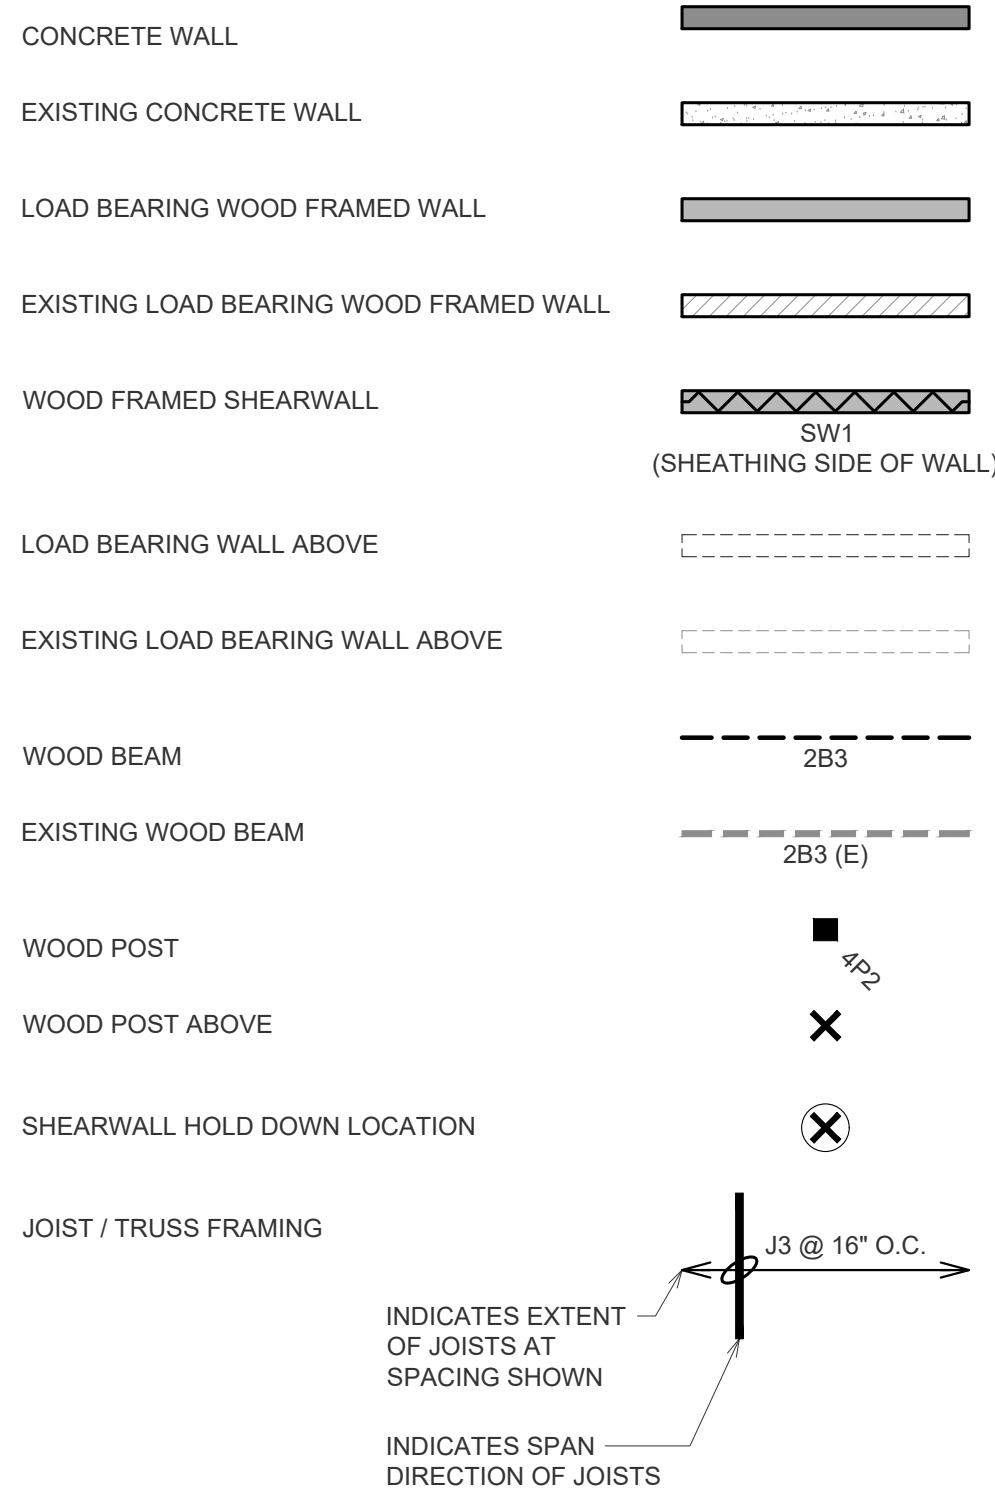 CONCRETE WALL
EXISTING CONCRETE WALL
LOAD BEARING WOOD FRAMED WALL
EXISTING LOAD BEARING WOOD FRAMED WALL
WOOD FRAMED SHEARWALL
SW1
(SHEATHING SIDE OF WALL)
LOAD BEARING WALL ABOVE
EXISTING LOAD BEARING WALL ABOVE
WOOD BEAM
2B3
EXISTING WOOD BEAM
2B3 (E)
WOOD POST
4P2
WOOD POST ABOVE
SHEARWALL HOLD DOWN LOCATION
JOIST / TRUSS FRAMING
J3 @ 16" O.C.
INDICATES EXTENT
OF JOISTS AT
SPACING SHOWN
INDICATES SPAN
DIRECTION OF JOISTS